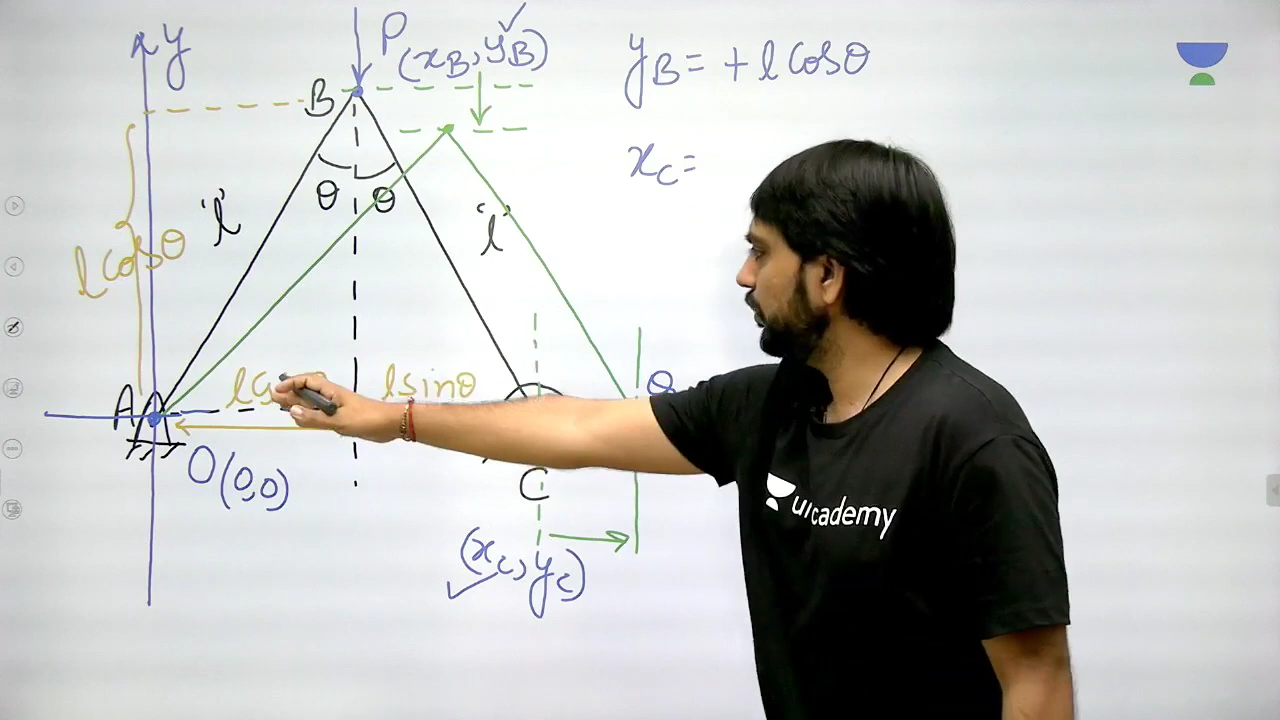 y
P
(x_B, y_B)
y_B = + l Cosθ
B
x_C =
θ θ
'l' 'l'
l cosθ
l sinθ
A
O(0,0)
C
(x_C, y_C)
unacademy